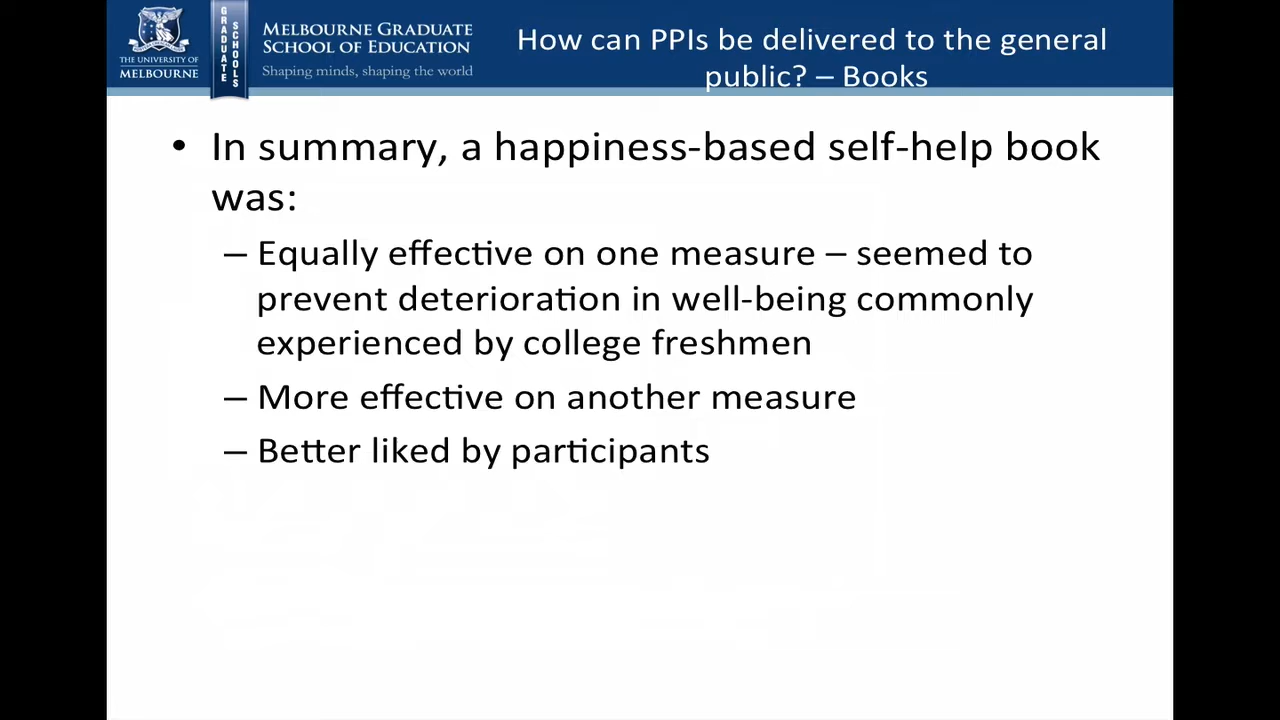 THE UNIVERSITY OF
MELBOURNE
GRADUATE
SCHOOLS
MELBOURNE GRADUATE
SCHOOL OF EDUCATION
Shaping minds, shaping the world
How can PPIs be delivered to the general
public? – Books
• In summary, a happiness-based self-help book
was:
– Equally effective on one measure – seemed to
prevent deterioration in well-being commonly
experienced by college freshmen
– More effective on another measure
– Better liked by participants